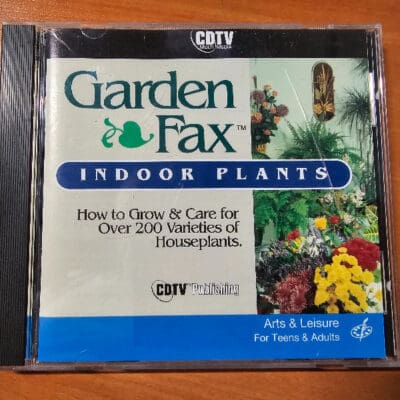 CDTV
MULTIMEDIA
Garden
Fax™
INDOOR PLANTS
How to Grow & Care for
Over 200 Varieties of
Houseplants.
CDTV Publishing
Arts & Leisure
For Teens & Adults